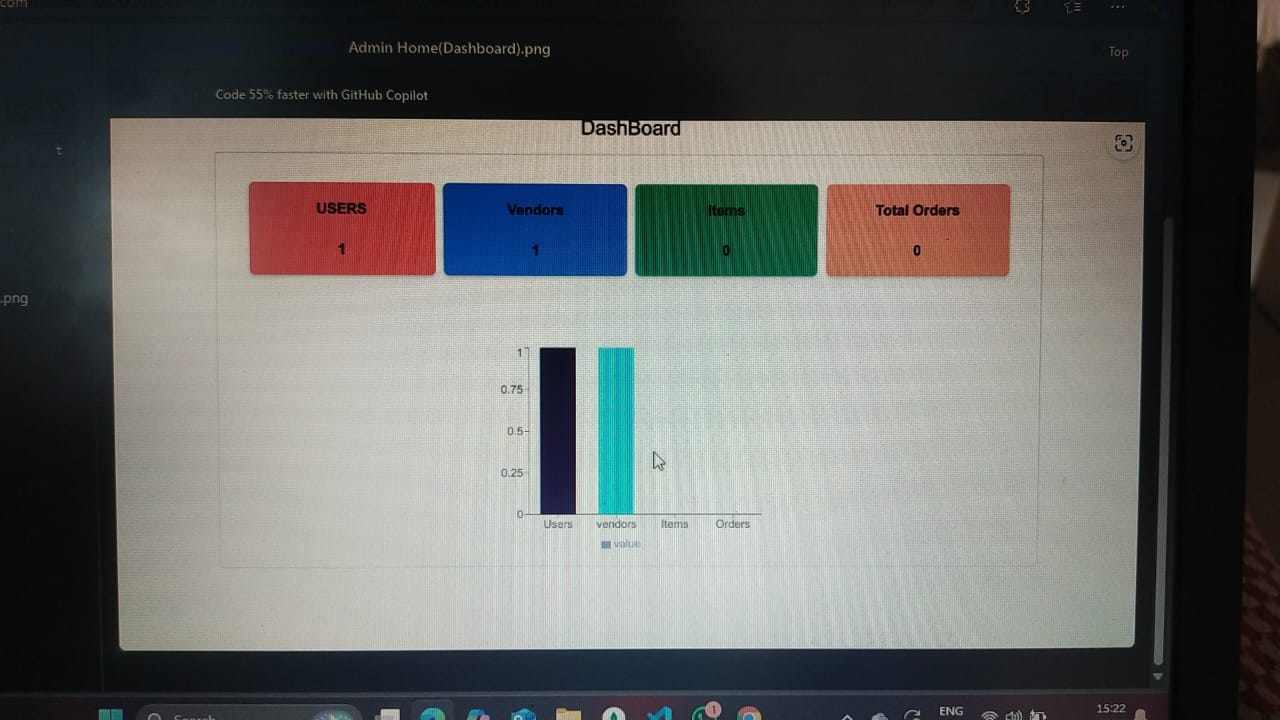 com
Admin Home(Dashboard).png
Top
Code 55% faster with GitHub Copilot
t
DashBoard
USERS
Vendors
Items
Total Orders
1
1
0
0
.png
1
0.75
0.5
0.25
0
Users
vendors
Items
Orders
value
Search
1
ENG
15:22